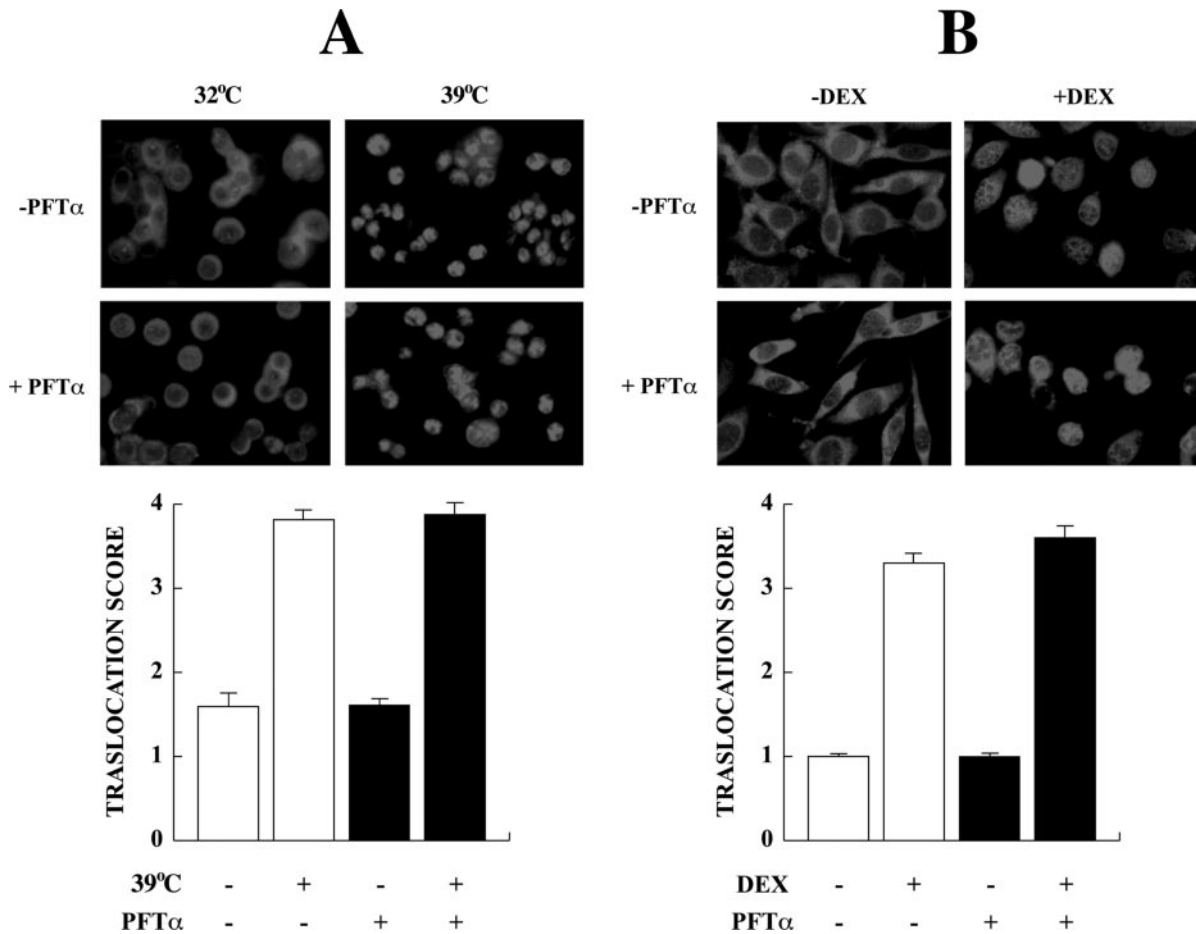 A
32ºC 39ºC
-PFTα
+ PFTα
TRASLOCATION SCORE
4
3
2
1
0
39ºC - + - +
PFTα - - + +
B
-DEX +DEX
-PFTα
+ PFTα
TRASLOCATION SCORE
4
3
2
1
0
DEX - + - +
PFTα - - + +